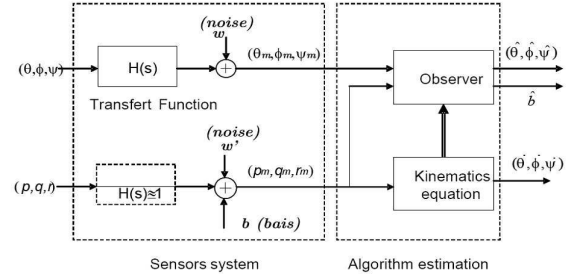 (noise)
w
(θ,ϕ,ψ)
H(s)
(θm,ϕm,ψm)
Observer
(θ̂,ϕ̂,ψ̂)
b̂
Transfert Function
(noise)
w'
(p,q,r)
H(s)≅1
(pm,qm,rm)
Kinematics
equation
(θ̇,ϕ̇,ψ̇)
b (bais)
Sensors system
Algorithm estimation